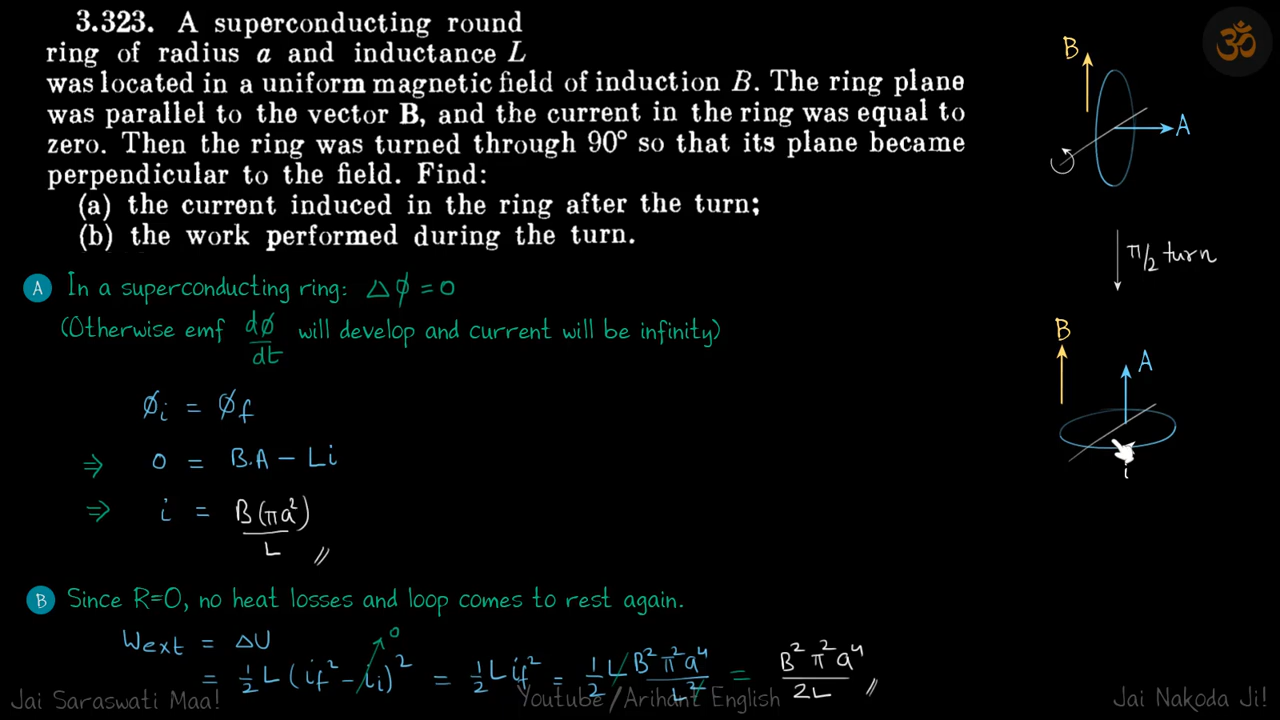 3.323. A superconducting round
ring of radius a and inductance L
was located in a uniform magnetic field of induction B. The ring plane
was parallel to the vector B, and the current in the ring was equal to
zero. Then the ring was turned through 90° so that its plane became
perpendicular to the field. Find:
(a) the current induced in the ring after the turn;
(b) the work performed during the turn.
ॐ
B
A
π/2 turn
B
A
i
A In a superconducting ring: Δφ = 0
(Otherwise emf dφ/dt will develop and current will be infinity)
φi = φf
⇒ 0 = B.A − Li
⇒ i = B(πa²)/L //
B Since R=0, no heat losses and loop comes to rest again.
Wext = ΔU
= ½ L (if² − ii)² = ½ L if² = ½ L B²π²a⁴/L² = B²π²a⁴/2L //
0
Jai Saraswati Maa!
Youtube/Arihant English
Jai Nakoda Ji!